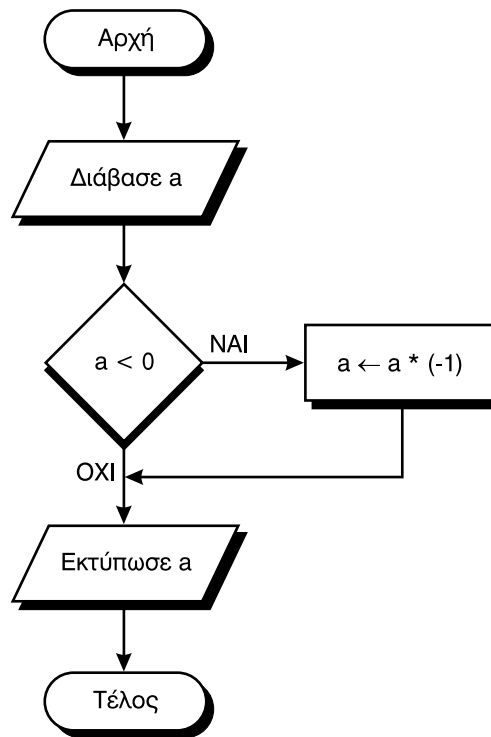 Αρχή
Διάβασε a
a < 0
ΝΑΙ
a ← a * (-1)
ΟΧΙ
Εκτύπωσε a
Τέλος